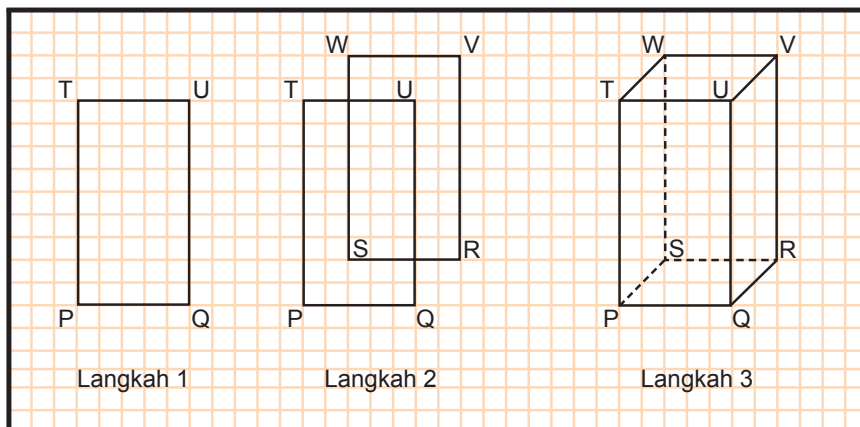 W V W V
T U T U T U
S R S R
P Q P Q P Q
Langkah 1 Langkah 2 Langkah 3